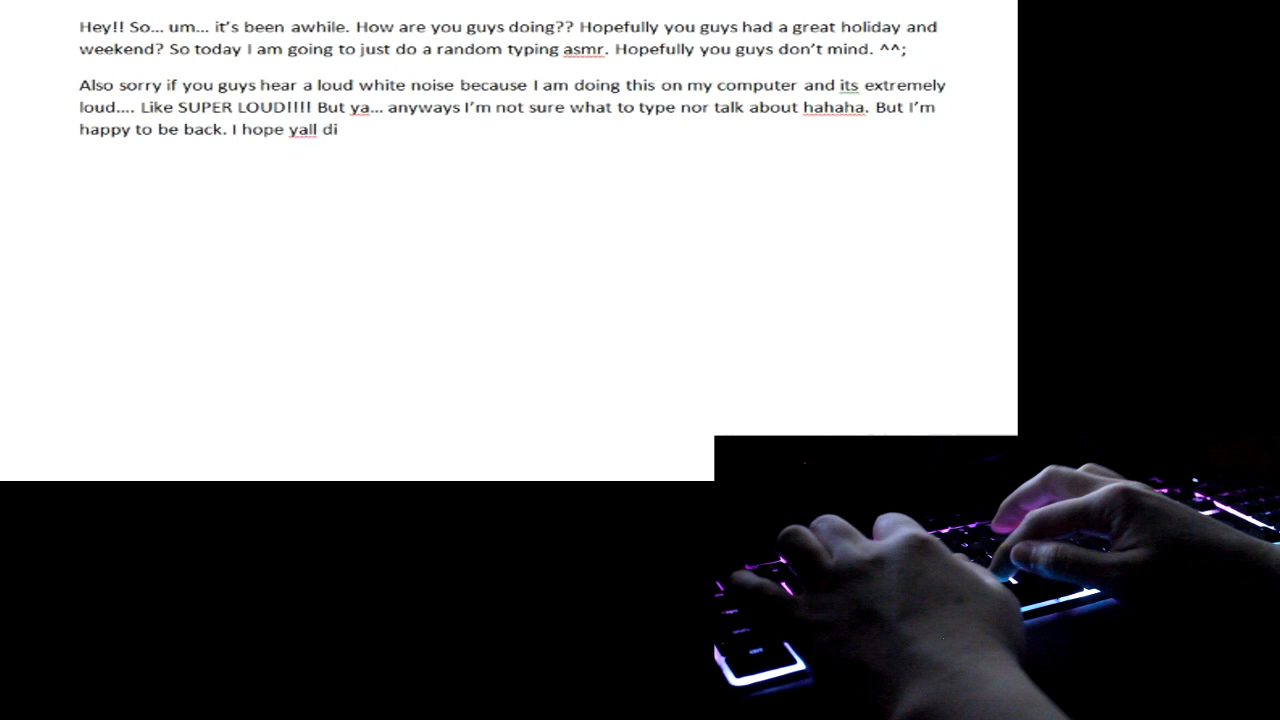 Hey!! So... um... it’s been awhile. How are you guys doing?? Hopefully you guys had a great holiday and
weekend? So today I am going to just do a random typing asmr. Hopefully you guys don’t mind. ^^;
Also sorry if you guys hear a loud white noise because I am doing this on my computer and its extremely
loud.... Like SUPER LOUD!!!! But ya... anyways I’m not sure what to type nor talk about hahaha. But I’m
happy to be back. I hope yall di